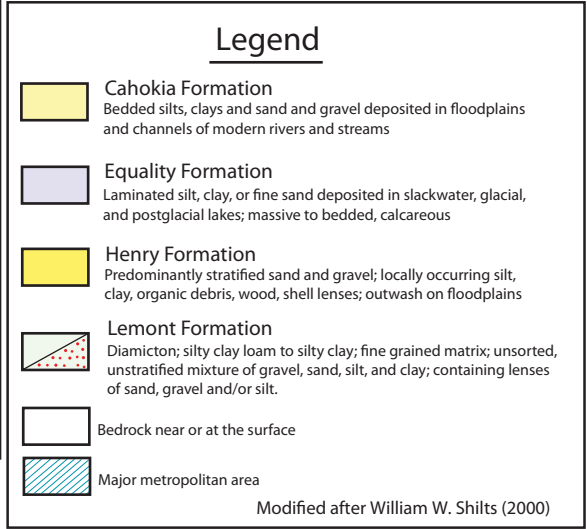 Legend
Cahokia Formation
Bedded silts, clays and sand and gravel deposited in floodplains
and channels of modern rivers and streams
Equality Formation
Laminated silt, clay, or fine sand deposited in slackwater, glacial,
and postglacial lakes; massive to bedded, calcareous
Henry Formation
Predominantly stratified sand and gravel; locally occurring silt,
clay, organic debris, wood, shell lenses; outwash on floodplains
Lemont Formation
Diamicton; silty clay loam to silty clay; fine grained matrix; unsorted,
unstratified mixture of gravel, sand, silt, and clay; containing lenses
of sand, gravel and/or silt.
Bedrock near or at the surface
Major metropolitan area
Modified after William W. Shilts (2000)